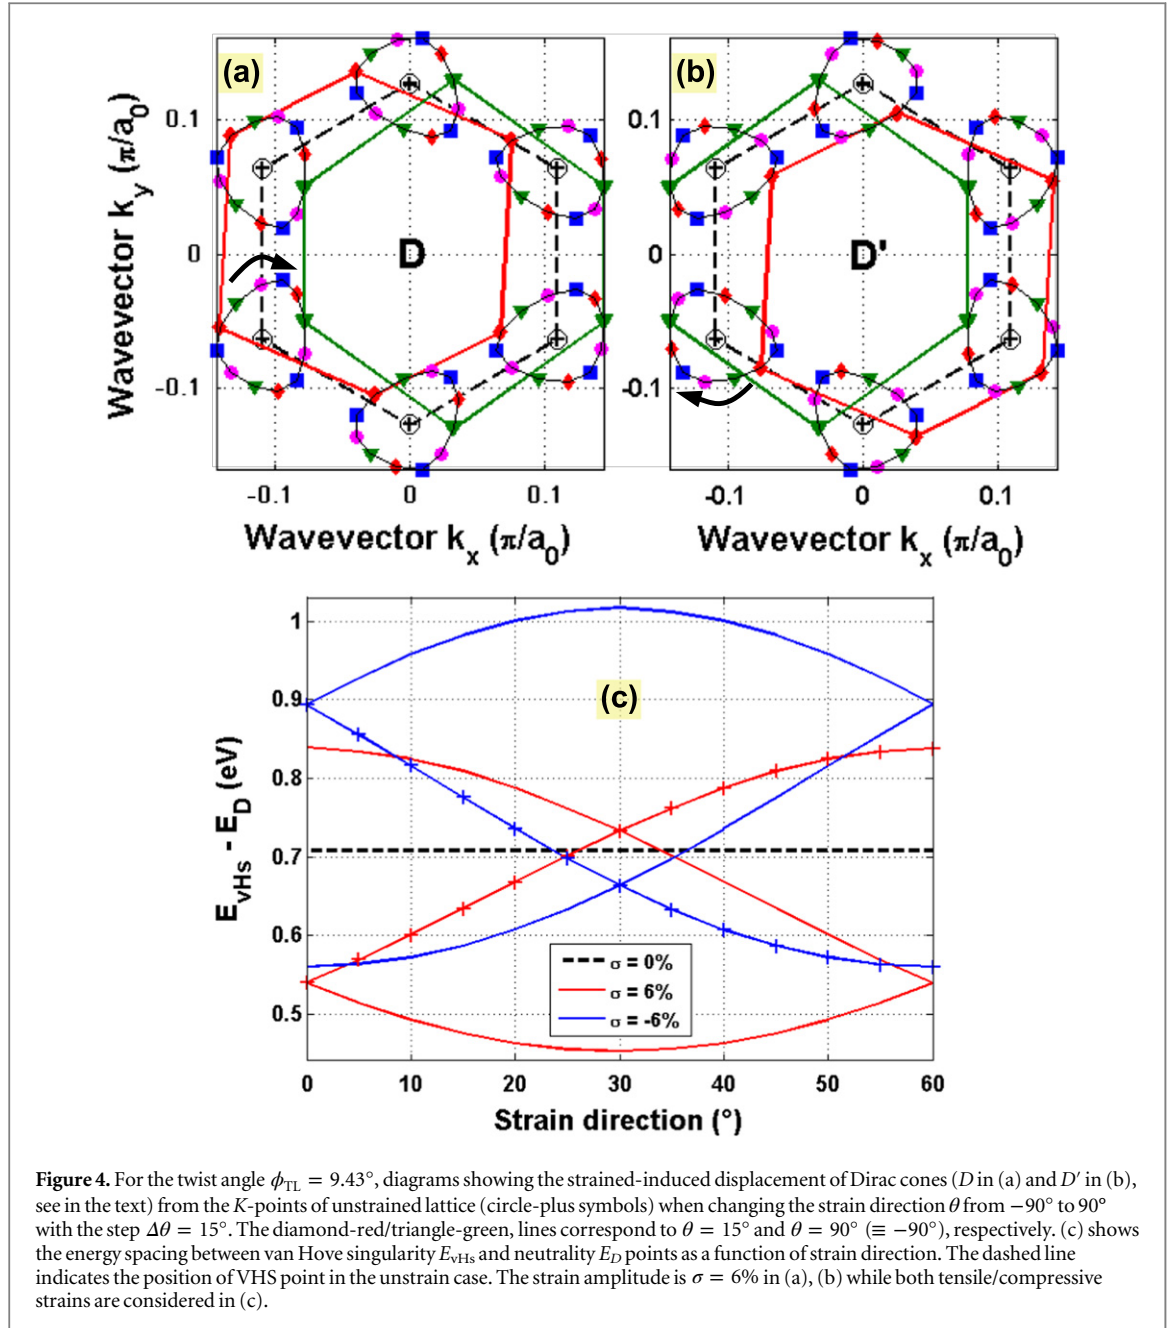 (a)
(b)
Wavevector k_y (π/a_0)
0.1
0
-0.1
D
-0.1
0
0.1
Wavevector k_x (π/a_0)
0.1
0
-0.1
D'
-0.1
0
0.1
Wavevector k_x (π/a_0)
E_vHs - E_D (eV)
1
0.9
0.8
0.7
0.6
0.5
(c)
σ = 0%
σ = 6%
σ = -6%
0
10
20
30
40
50
60
Strain direction (°)
Figure 4. For the twist angle ϕ_TL = 9.43°, diagrams showing the strained-induced displacement of Dirac cones (D in (a) and D′ in (b),
see in the text) from the K-points of unstrained lattice (circle-plus symbols) when changing the strain direction θ from −90° to 90°
with the step Δθ = 15°. The diamond-red/triangle-green, lines correspond to θ = 15° and θ = 90° (≡ −90°), respectively. (c) shows
the energy spacing between van Hove singularity E_vHs and neutrality E_D points as a function of strain direction. The dashed line
indicates the position of VHS point in the unstrain case. The strain amplitude is σ = 6% in (a), (b) while both tensile/compressive
strains are considered in (c).